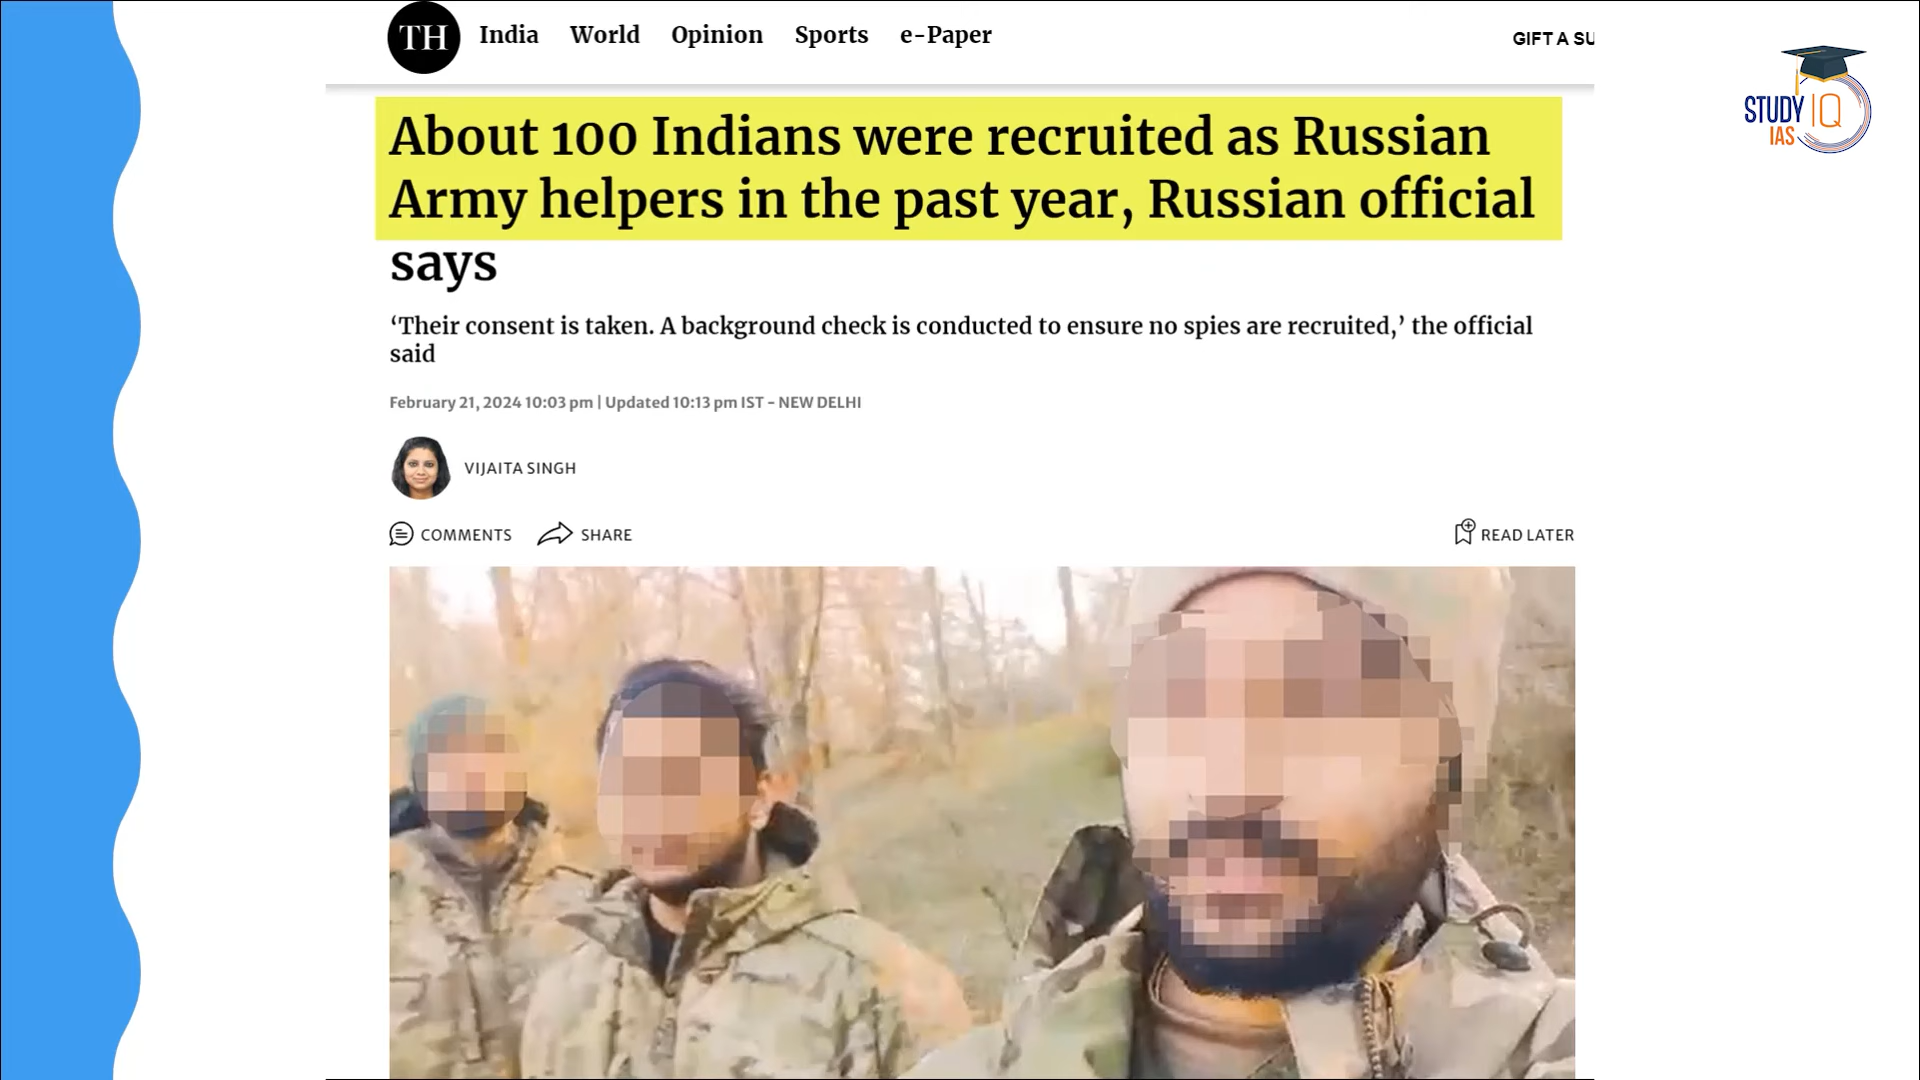 TH India World Opinion Sports e-Paper GIFT A SU
STUDY IQ
IAS
About 100 Indians were recruited as Russian
Army helpers in the past year, Russian official
says
‘Their consent is taken. A background check is conducted to ensure no spies are recruited,’ the official
said
February 21, 2024 10:03 pm | Updated 10:13 pm IST - NEW DELHI
VIJAITA SINGH
COMMENTS SHARE READ LATER